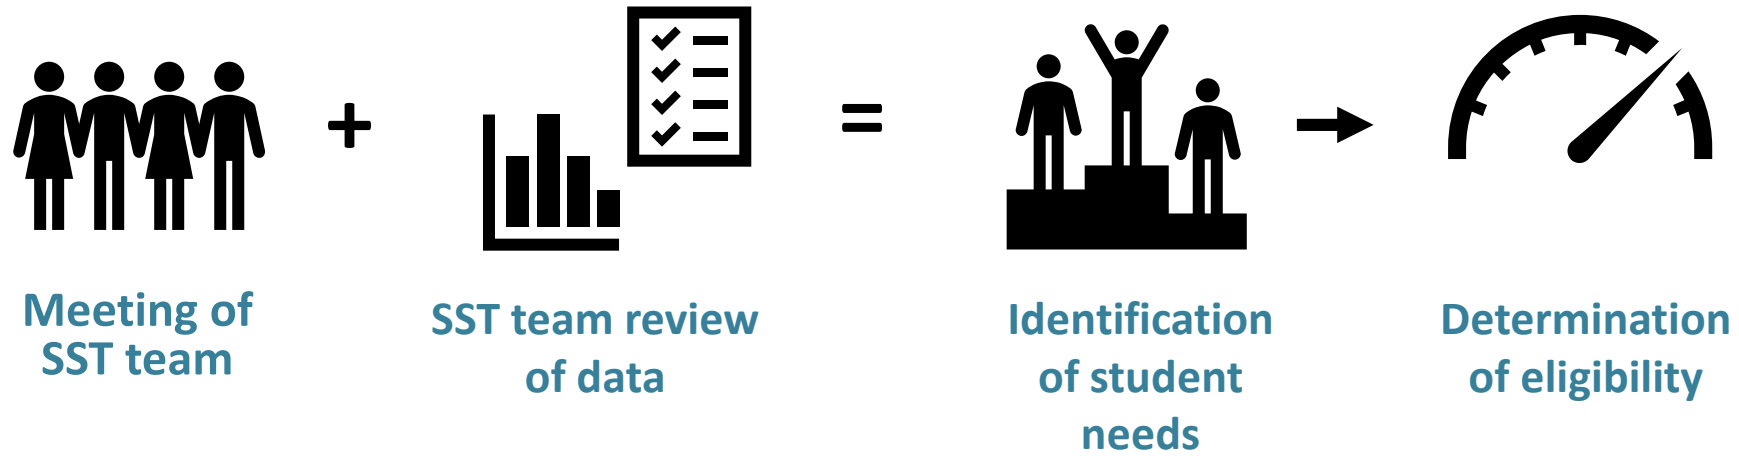 +
=
Meeting of
SST team
SST team review
of data
Identification
of student
needs
Determination
of eligibility